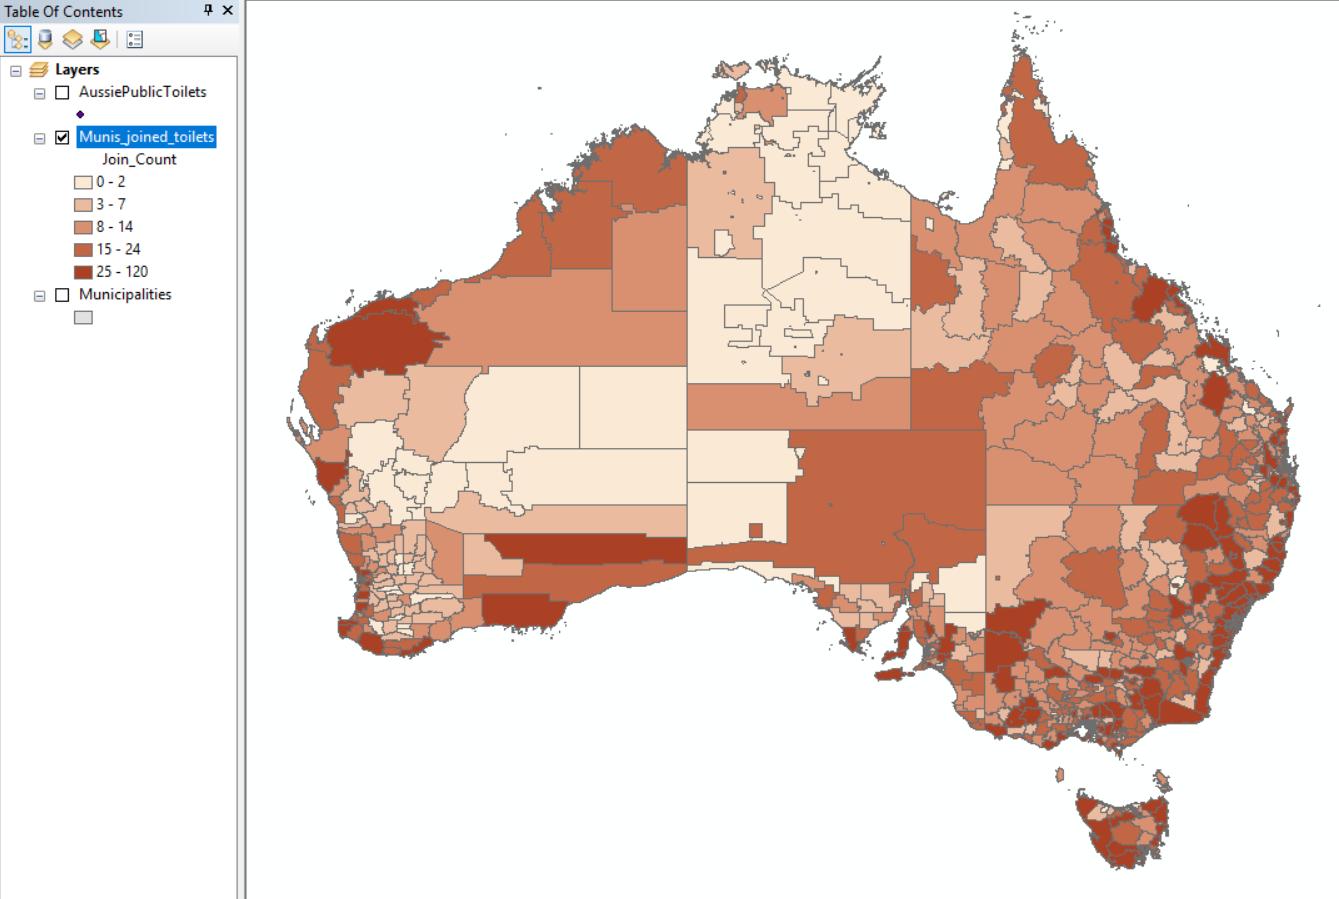 Table Of Contents
Layers
AussiePublicToilets
Munis_joined_toilets
Join_Count
0 - 2
3 - 7
8 - 14
15 - 24
25 - 120
Municipalities